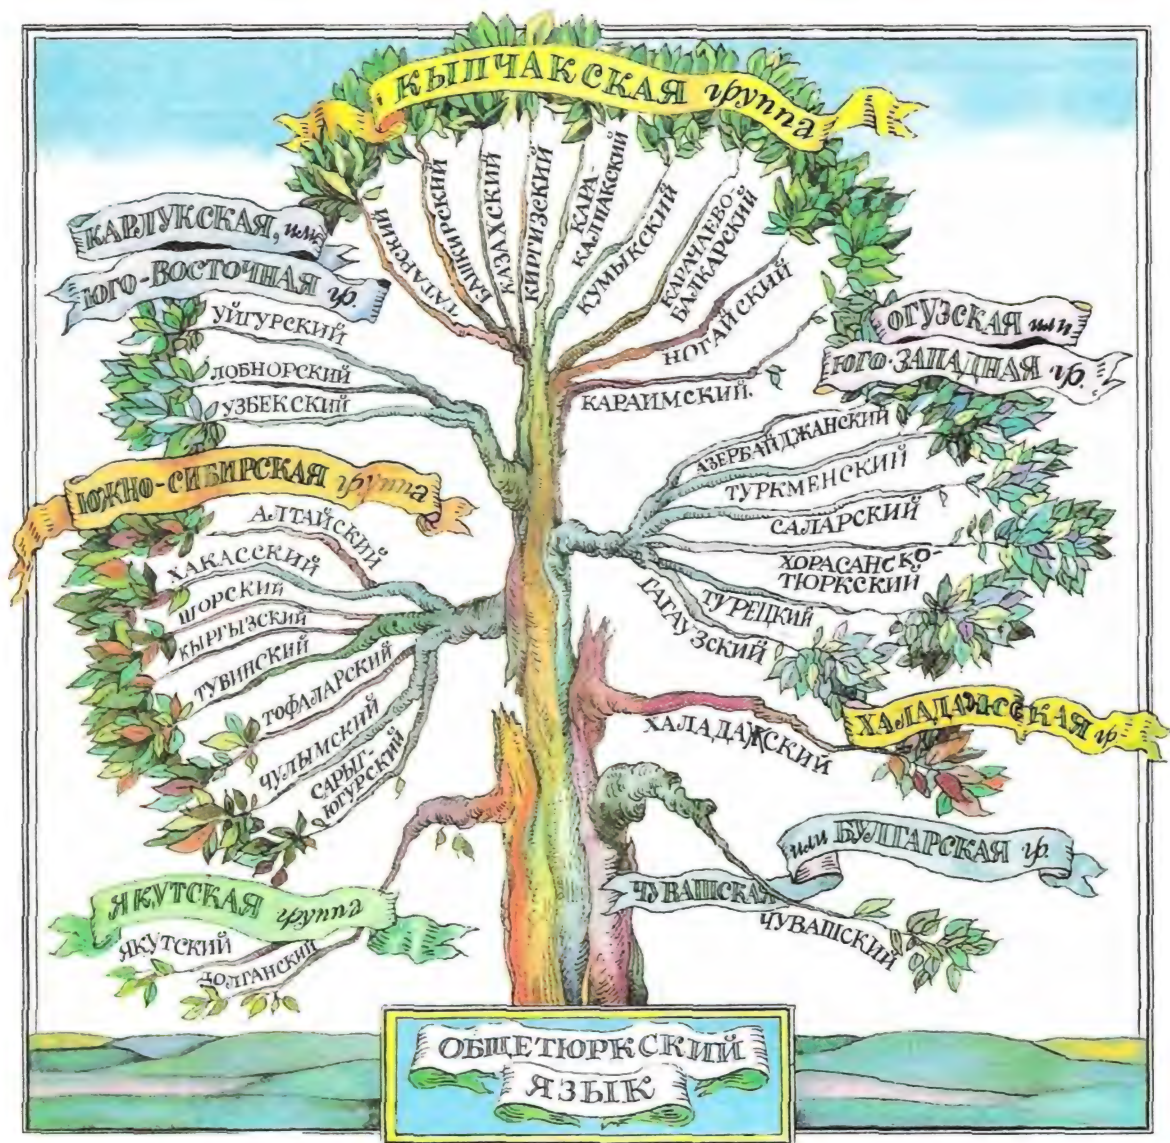 КЫПЧАКСКАЯ группа
ТАТАРСКИЙ
БАШКИРСКИЙ
КАЗАХСКИЙ
КИРГИЗСКИЙ
КАРА-
КАЛПАКСКИЙ
КУМЫКСКИЙ
КАРАЧАЕВО-
БАЛКАРСКИЙ
НОГАЙСКИЙ
КАРАИМСКИЙ.
КАРЛУКСКАЯ, или
ЮГО-ВОСТОЧНАЯ гр.
УЙГУРСКИЙ
ЛОБНОРСКИЙ
УЗБЕКСКИЙ
ОГУЗСКАЯ или
ЮГО-ЗАПАДНАЯ гр.
АЗЕРБАЙДЖАНСКИЙ
ТУРКМЕНСКИЙ
САЛАРСКИЙ
ХОРАСАНСКО-
ТЮРКСКИЙ
ТУРЕЦКИЙ
ГАГАУЗСКИЙ
ЮЖНО-СИБИРСКАЯ группа
АЛТАЙСКИЙ
ХАКАССКИЙ
ШОРСКИЙ
КЫРГЫЗСКИЙ
ТУВИНСКИЙ
ТОФАЛАРСКИЙ
ЧУЛЫМСКИЙ
САРЫГ-
ЮГУРСКИЙ
ХАЛАДЖСКАЯ гр.
ХАЛАДАЖСКИЙ
ЧУВАШСКАЯ
или БУЛГАРСКАЯ гр.
ЧУВАШСКИЙ
ЯКУТСКАЯ группа
ЯКУТСКИЙ
ДОЛГАНСКИЙ
ОБЩЕТЮРКСКИЙ
ЯЗЫК